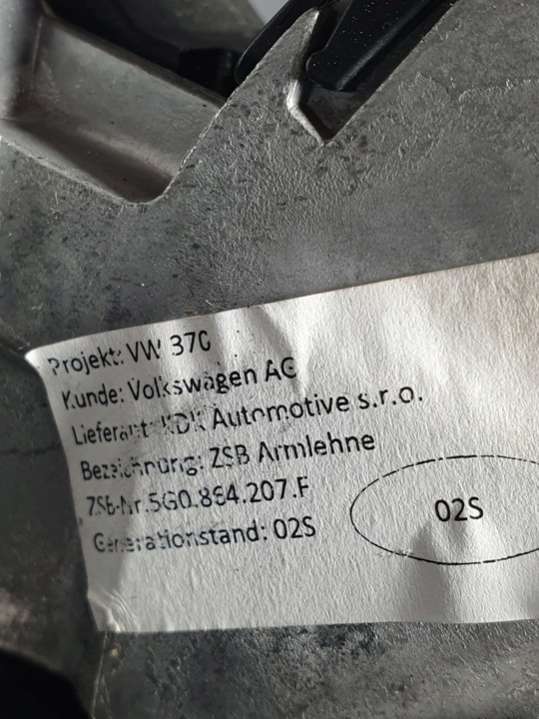 Projekt: VW 370
Kunde: Volkswagen AG
Lieferant: KDK Automotive s.r.o.
Bezeichnung: ZSB Armlehne
ZSB-Nr.5G0.864.207.F
Generationstand: 02S
02S